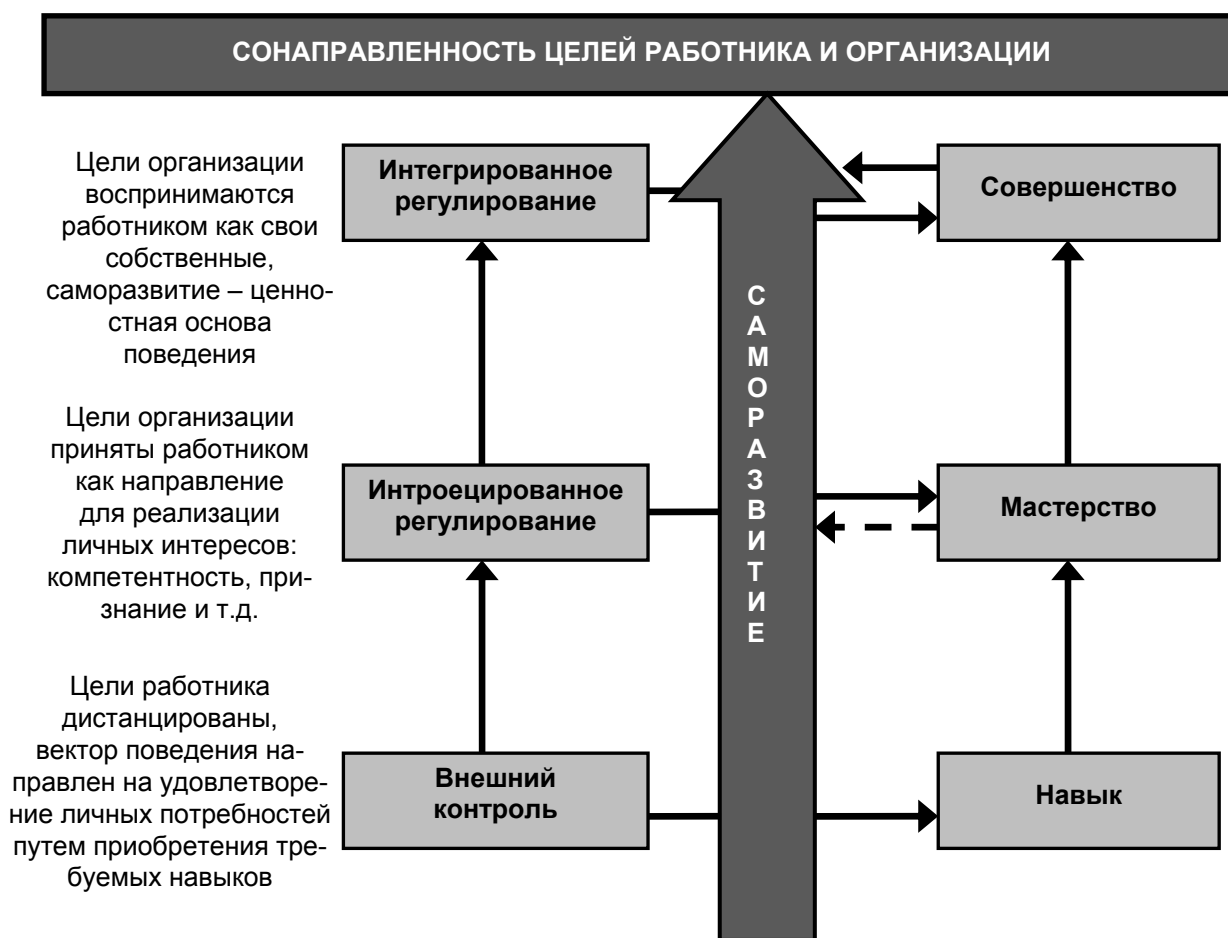 СОНАПРАВЛЕННОСТЬ ЦЕЛЕЙ РАБОТНИКА И ОРГАНИЗАЦИИ
Цели организации
воспринимаются
работником как свои
собственные,
саморазвитие – ценно-
стная основа
поведения
Интегрированное
регулирование
Совершенство
САМОРАЗВИТИЕ
Цели организации
приняты работником
как направление
для реализации
личных интересов:
компетентность, при-
знание и т.д.
Интроецированное
регулирование
Мастерство
Цели работника
дистанцированы,
вектор поведения на-
правлен на удовлетворе-
ние личных потребностей
путем приобретения тре-
буемых навыков
Внешний
контроль
Навык